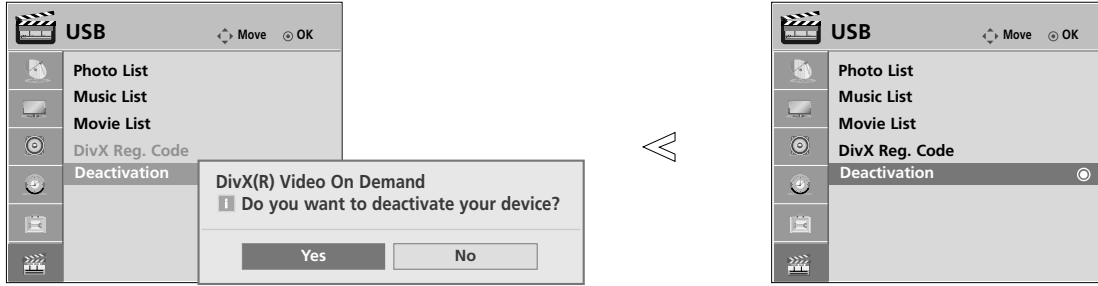 USB Move OK
Photo List
Music List
Movie List
DivX Reg. Code
Deactivation
DivX(R) Video On Demand
i Do you want to deactivate your device?
Yes No
USB Move OK
Photo List
Music List
Movie List
DivX Reg. Code
Deactivation